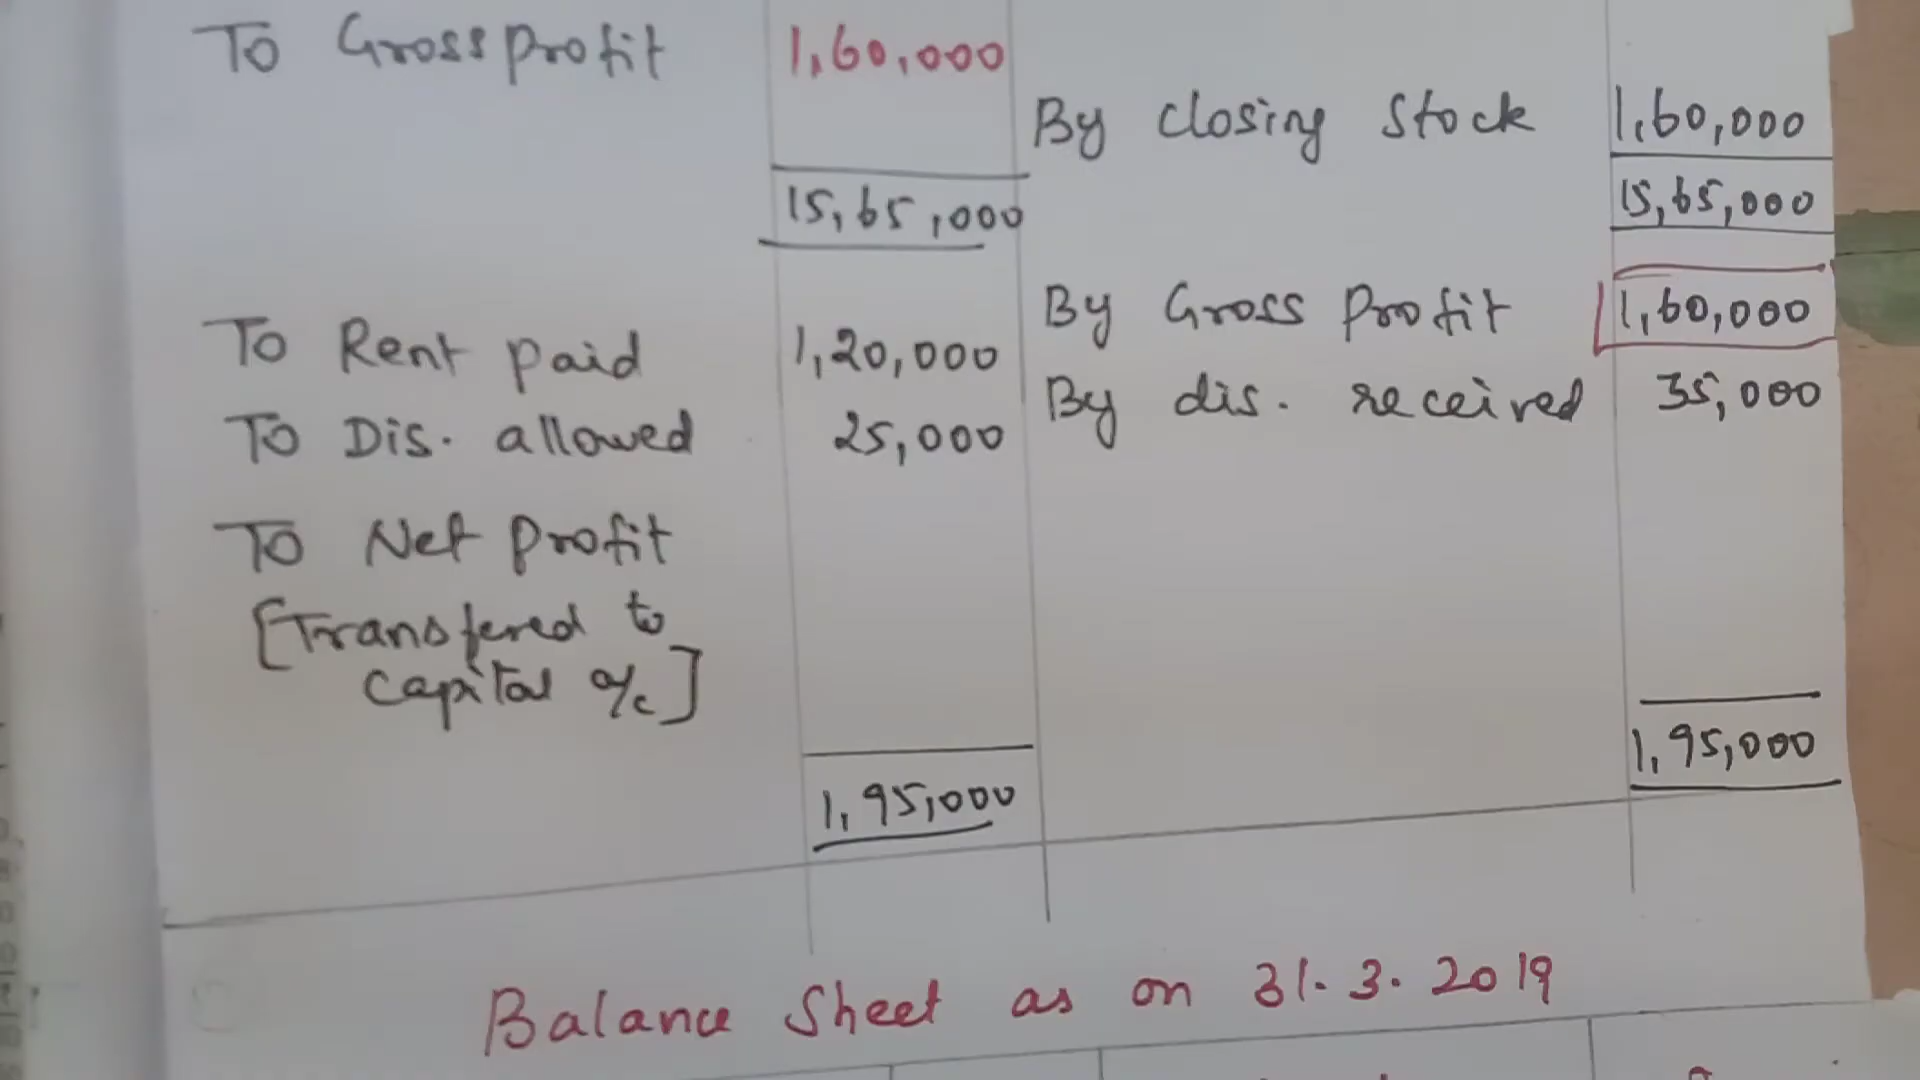 To Gross Profit 1,60,000
By Closing Stock 1,60,000
15,65,000 15,65,000
By Gross Profit 1,60,000
To Rent paid 1,20,000
By dis. received 35,000
To Dis. allowed 25,000
To Net Profit
[Transfered to
capital a/c]
1,95,000 1,95,000
Balance Sheet as on 31.3.2019